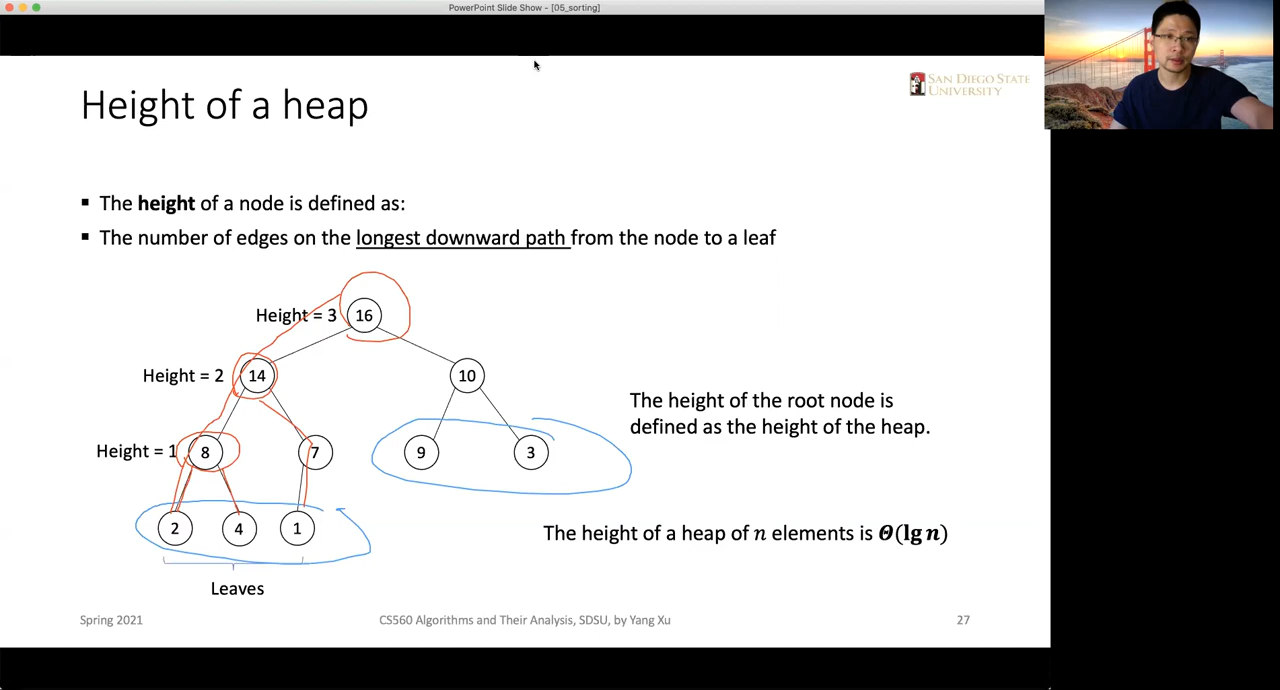 PowerPoint Slide Show - [05_sorting]
SAN DIEGO STATE
UNIVERSITY
Height of a heap
▪ The height of a node is defined as:
▪ The number of edges on the longest downward path from the node to a leaf
Height = 3 16
Height = 2 14 10
The height of the root node is
defined as the height of the heap.
Height = 1 8 7 9 3
2 4 1
The height of a heap of n elements is Θ(lg n)
Leaves
Spring 2021 CS560 Algorithms and Their Analysis, SDSU, by Yang Xu 27